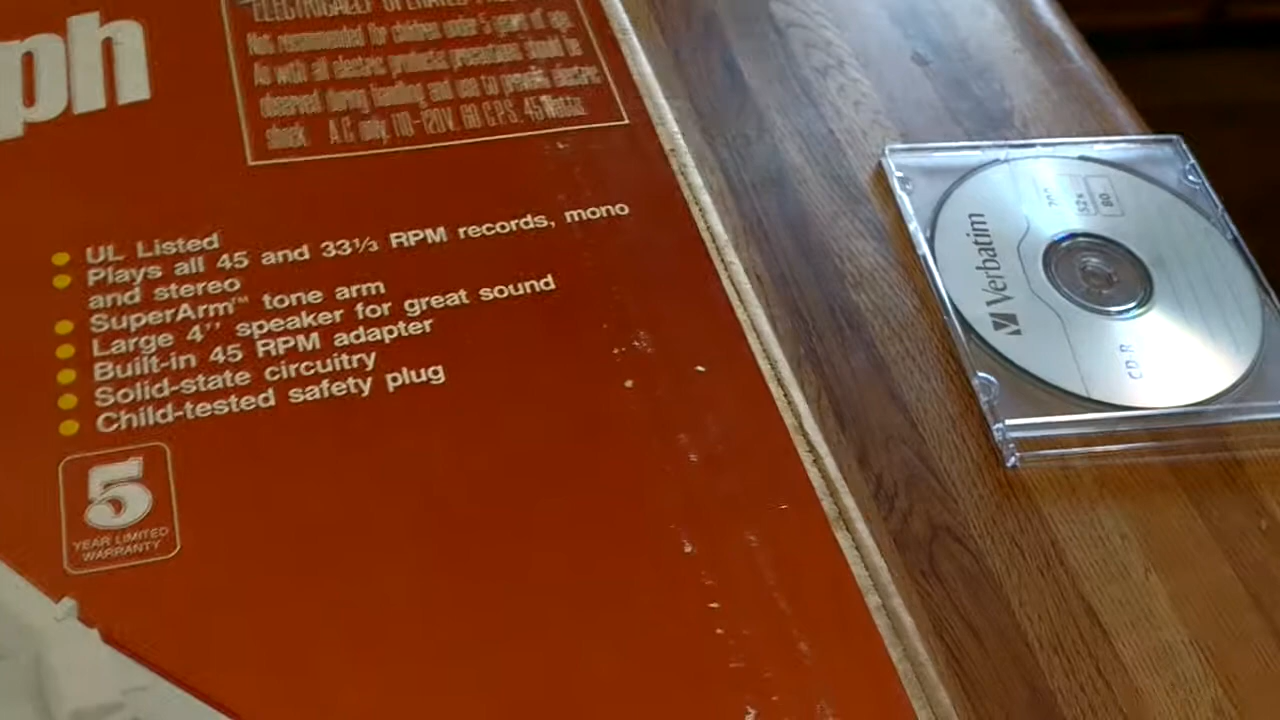 ph
ELECTRICALLY OPERATED
Not recommended for children under 5 years of age.
As with all electric products, precautions should be
observed during handling and use to prevent electric
shock. A.C. only, 110-120V. 60 C.P.S. 45 Watts.
UL Listed
Plays all 45 and 33⅓ RPM records, mono
and stereo
SuperArm™ tone arm
Large 4'' speaker for great sound
Built-in 45 RPM adapter
Solid-state circuitry
Child-tested safety plug
5
YEAR LIMITED
WARRANTY
Verbatim
52x
80
CD-R